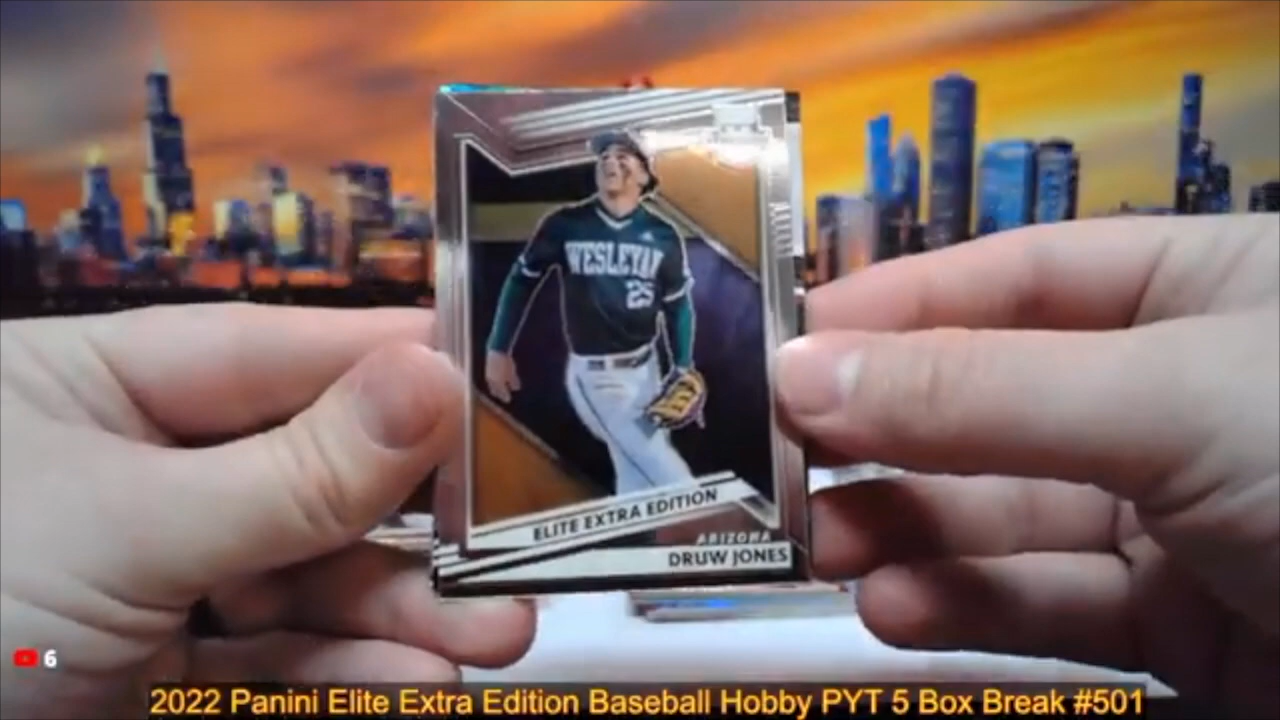 WESLEYAN
25
ELITE EXTRA EDITION
ARIZONA
DRUW JONES
6
2022 Panini Elite Extra Edition Baseball Hobby PYT 5 Box Break #501